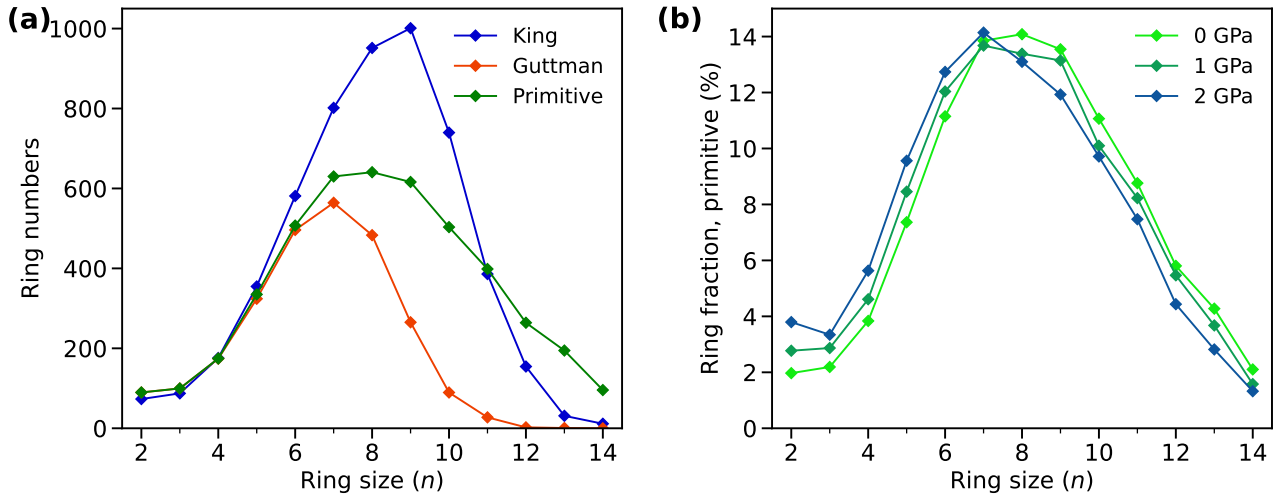 (a)
1000
800
600
400
200
0
Ring numbers
2 4 6 8 10 12 14
Ring size (n)
King
Guttman
Primitive
(b)
14
12
10
8
6
4
2
0
Ring fraction, primitive (%)
2 4 6 8 10 12 14
Ring size (n)
0 GPa
1 GPa
2 GPa